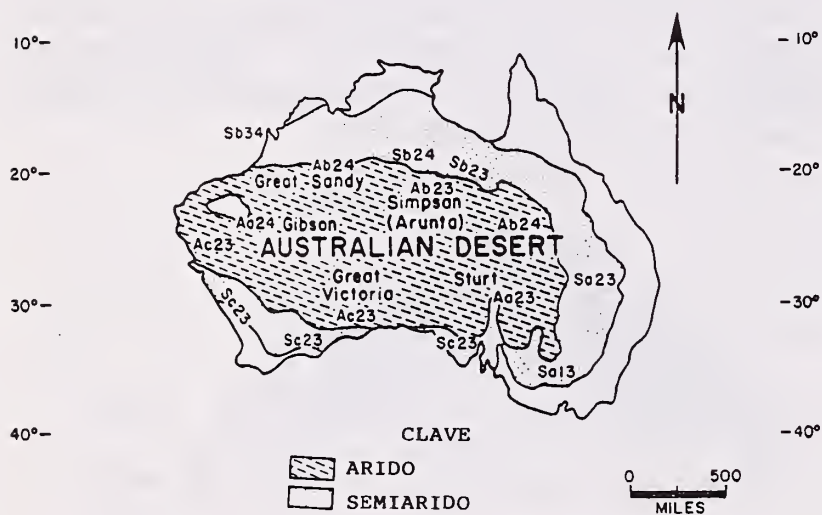 10°-
-10°
N
Sb34
Ab24
Sb24
Sb23
20°-
-20°
Great Sandy
Ab23
Simpson
(Arunta)
Ab24
Aa24
Gibson
Ac23
AUSTRALIAN DESERT
Great
Victoria
Sturt
Sa23
Aa23
30°-
-30°
Sc23
Ac23
Sc23
Sc23
Sa13
40°-
-40°
CLAVE
ARIDO
SEMIARIDO
0 500
MILES